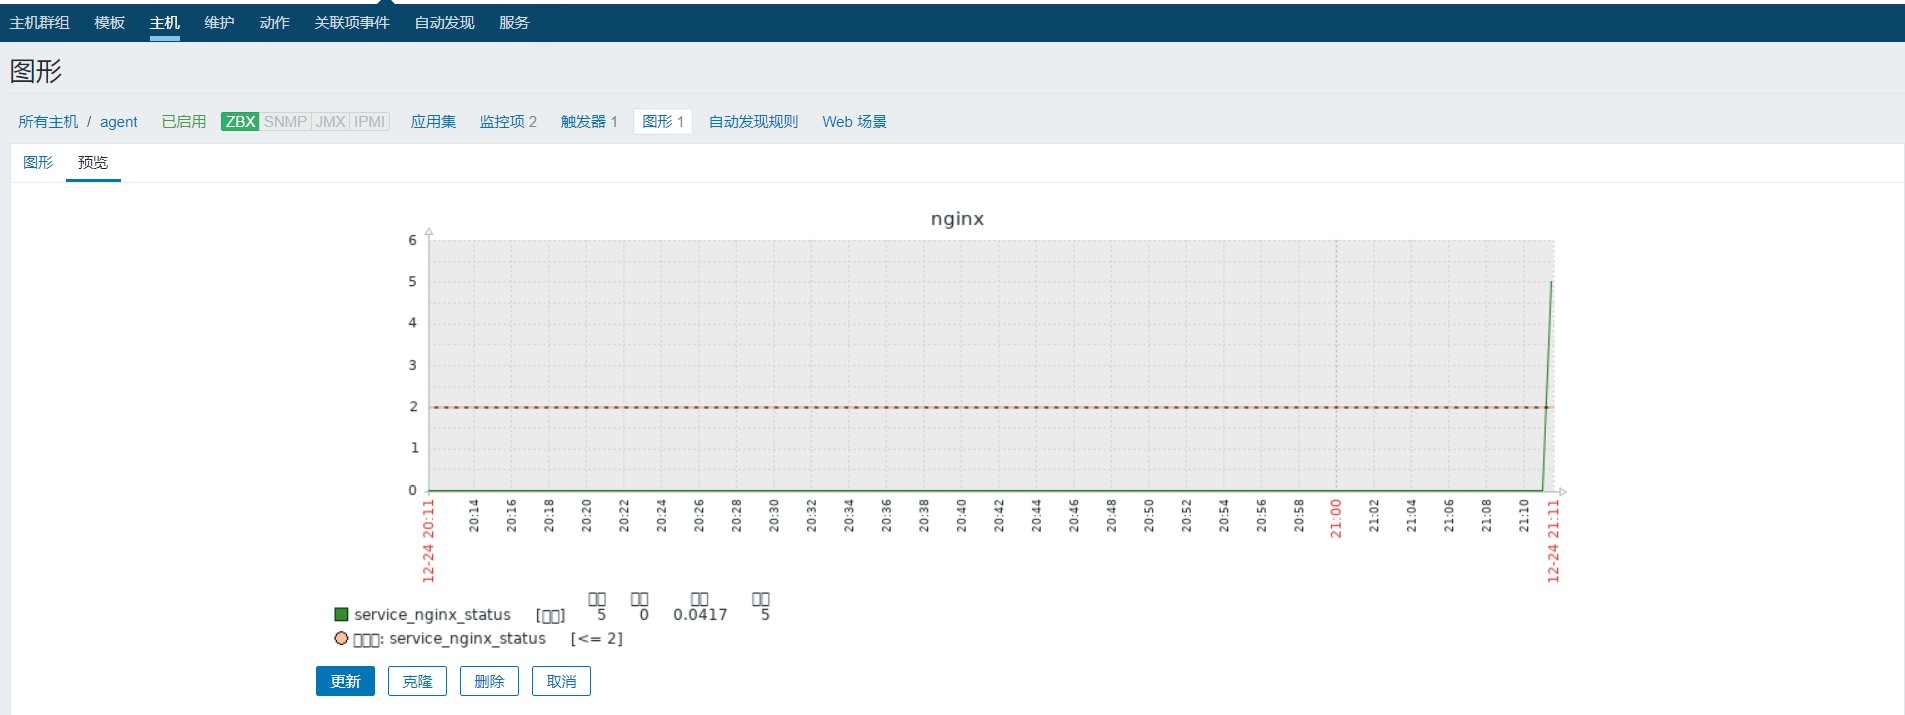 主机群组 模板 主机 维护 动作 关联项事件 自动发现 服务
图形
所有主机 / agent 已启用 ZBX SNMP JMX IPMI 应用集 监控项 2 触发器 1 图形 1 自动发现规则 Web 场景
图形 预览
nginx
6
5
4
3
2
1
0
12-24 20:11 20:14 20:16 20:18 20:20 20:22 20:24 20:26 20:28 20:30 20:32 20:34 20:36 20:38 20:40 20:42 20:44 20:46 20:48 20:50 20:52 20:54 20:56 20:58 21:00 21:02 21:04 21:06 21:08 21:10 12-24 21:11
service_nginx_status 5 0 0.0417 5
: service_nginx_status [<= 2]
更新 克隆 删除 取消